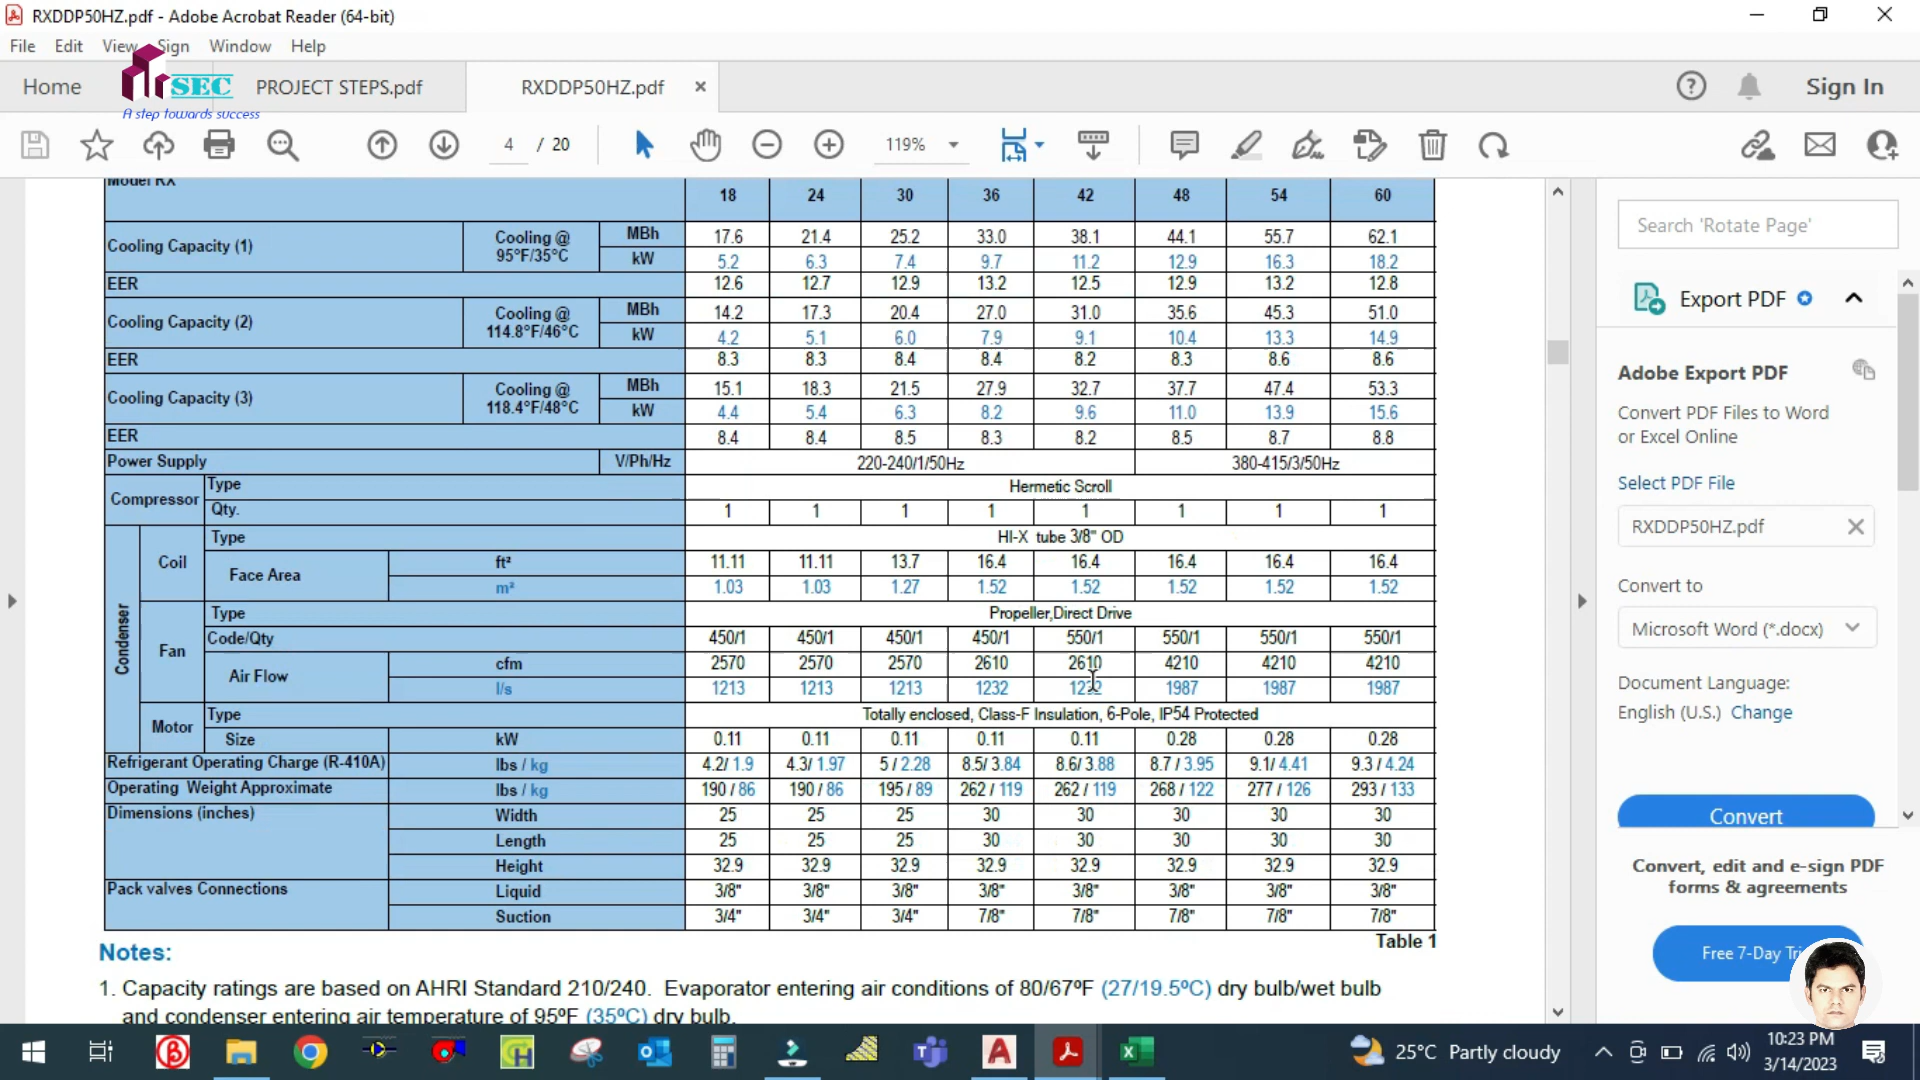 RXDDP50HZ.pdf - Adobe Acrobat Reader (64-bit)
File Edit View Sign Window Help
Home SEC PROJECT STEPS.pdf RXDDP50HZ.pdf × Sign In
A step towards success
4 / 20 119%
Model RX 18 24 30 36 42 48 54 60
Cooling Capacity (1) Cooling @ 95°F/35°C MBh 17.6 21.4 25.2 33.0 38.1 44.1 55.7 62.1
kW 5.2 6.3 7.4 9.7 11.2 12.9 16.3 18.2
EER 12.6 12.7 12.9 13.2 12.5 12.9 13.2 12.8
Cooling Capacity (2) Cooling @ 114.8°F/46°C MBh 14.2 17.3 20.4 27.0 31.0 35.6 45.3 51.0
kW 4.2 5.1 6.0 7.9 9.1 10.4 13.3 14.9
EER 8.3 8.3 8.4 8.4 8.2 8.3 8.6 8.6
Cooling Capacity (3) Cooling @ 118.4°F/48°C MBh 15.1 18.3 21.5 27.9 32.7 37.7 47.4 53.3
kW 4.4 5.4 6.3 8.2 9.6 11.0 13.9 15.6
EER 8.4 8.4 8.5 8.3 8.2 8.5 8.7 8.8
Power Supply V/Ph/Hz 220-240/1/50Hz 380-415/3/50Hz
Compressor Type Hermetic Scroll
Qty. 1 1 1 1 1 1 1 1
Condenser Coil Type HI-X tube 3/8" OD
Face Area ft² 11.11 11.11 13.7 16.4 16.4 16.4 16.4 16.4
m² 1.03 1.03 1.27 1.52 1.52 1.52 1.52 1.52
Fan Type Propeller,Direct Drive
Code/Qty 450/1 450/1 450/1 450/1 550/1 550/1 550/1 550/1
Air Flow cfm 2570 2570 2570 2610 2610 4210 4210 4210
l/s 1213 1213 1213 1232 1232 1987 1987 1987
Motor Type Totally enclosed, Class-F Insulation, 6-Pole, IP54 Protected
Size kW 0.11 0.11 0.11 0.11 0.11 0.28 0.28 0.28
Refrigerant Operating Charge (R-410A) lbs / kg 4.2/ 1.9 4.3/ 1.97 5 / 2.28 8.5/ 3.84 8.6/ 3.88 8.7 / 3.95 9.1/ 4.41 9.3 / 4.24
Operating Weight Approximate lbs / kg 190 / 86 190 / 86 195 / 89 262 / 119 262 / 119 268 / 122 277 / 126 293 / 133
Dimensions (inches) Width 25 25 25 30 30 30 30 30
Length 25 25 25 30 30 30 30 30
Height 32.9 32.9 32.9 32.9 32.9 32.9 32.9 32.9
Pack valves Connections Liquid 3/8" 3/8" 3/8" 3/8" 3/8" 3/8" 3/8" 3/8"
Suction 3/4" 3/4" 3/4" 7/8" 7/8" 7/8" 7/8" 7/8"
Table 1
Notes:
1. Capacity ratings are based on AHRI Standard 210/240. Evaporator entering air conditions of 80/67ºF (27/19.5ºC) dry bulb/wet bulb
and condenser entering air temperature of 95ºF (35ºC) dry bulb.
Search 'Rotate Page'
Export PDF
Adobe Export PDF
Convert PDF Files to Word
or Excel Online
Select PDF File
RXDDP50HZ.pdf
Convert to
Microsoft Word (*.docx)
Document Language:
English (U.S.) Change
Convert
Convert, edit and e-sign PDF
forms & agreements
Free 7-Day
25°C Partly cloudy
10:23 PM
3/14/2023